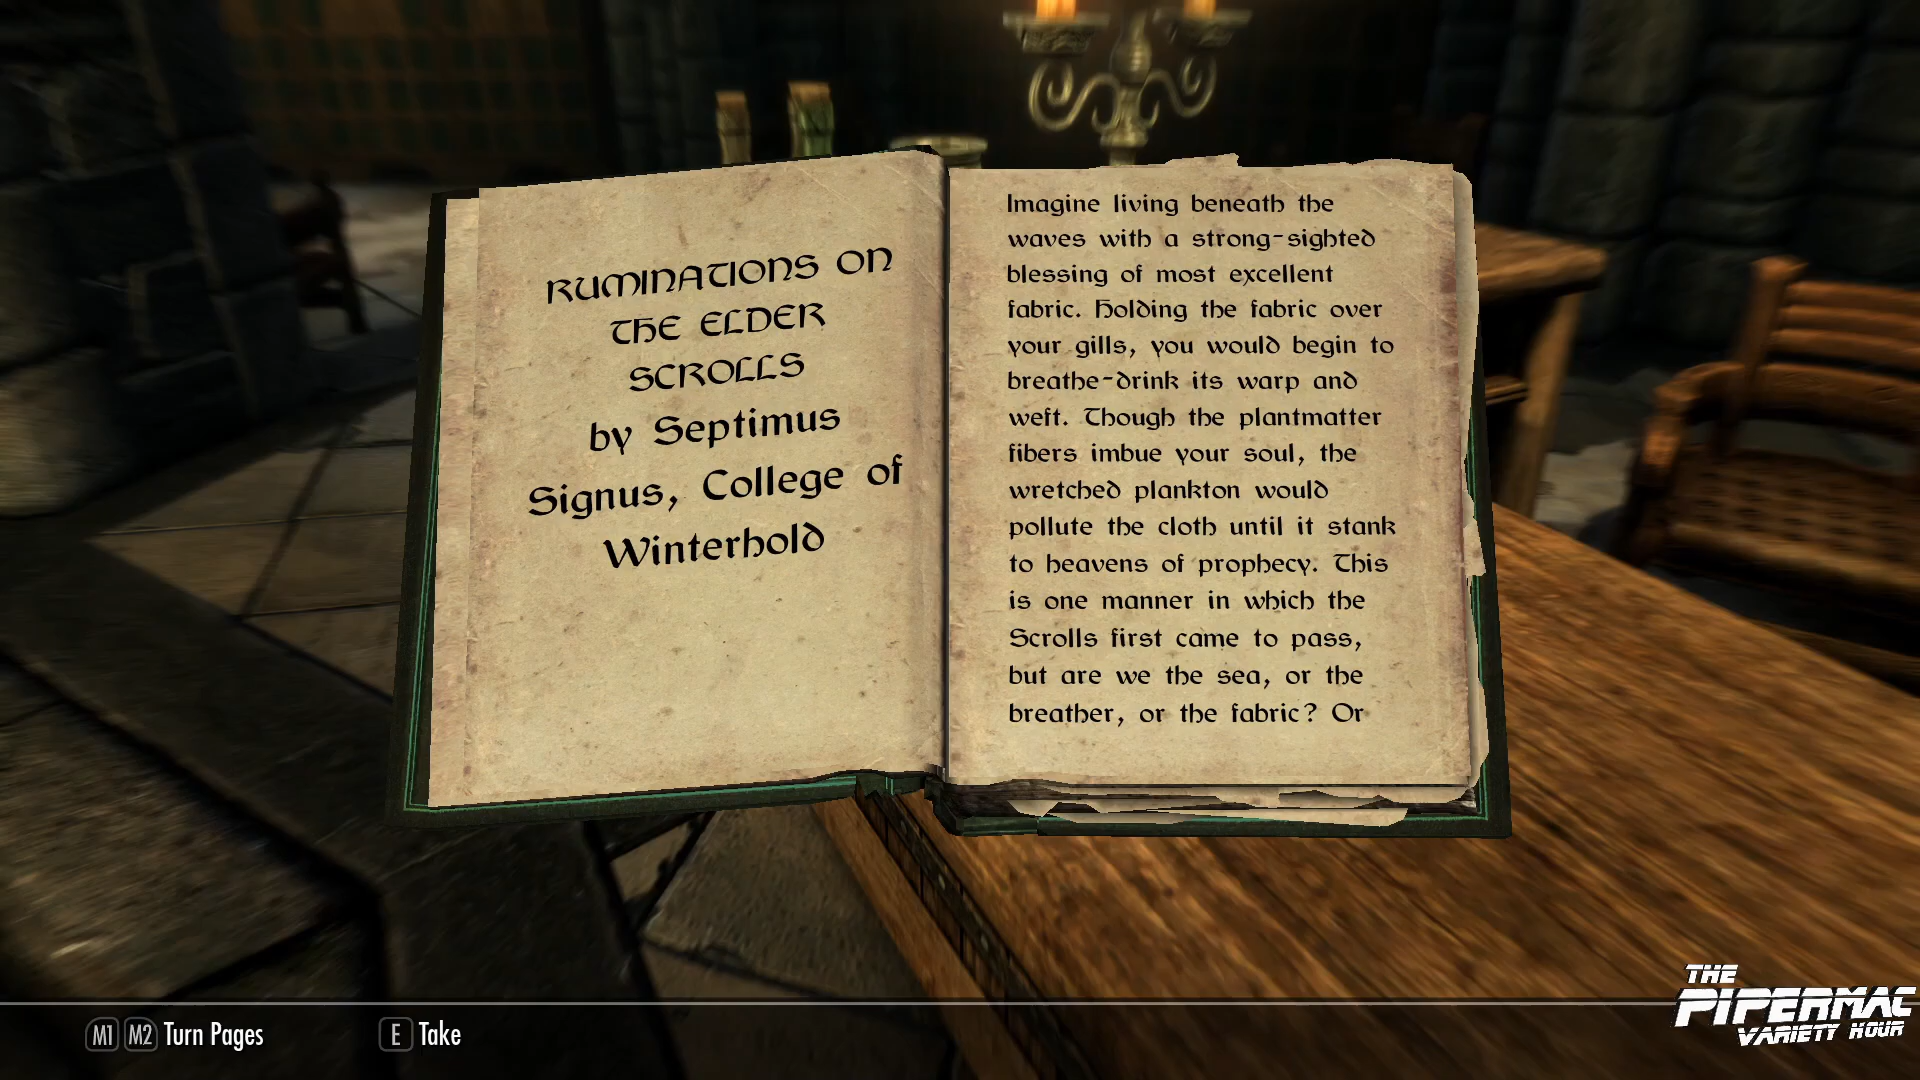 RUMINATIONS ON
THE ELDER
SCROLLS
by Septimus
Signus, College of
Winterhold
Imagine living beneath the
waves with a strong-sighted
blessing of most excellent
fabric. Holding the fabric over
your gills, you would begin to
breathe-drink its warp and
weft. Though the plantmatter
fibers imbue your soul, the
wretched plankton would
pollute the cloth until it stank
to heavens of prophecy. This
is one manner in which the
Scrolls first came to pass,
but are we the sea, or the
breather, or the fabric? Or
M1 M2 Turn Pages
E Take
THE
PIPERMAC
VARIETY HOUR